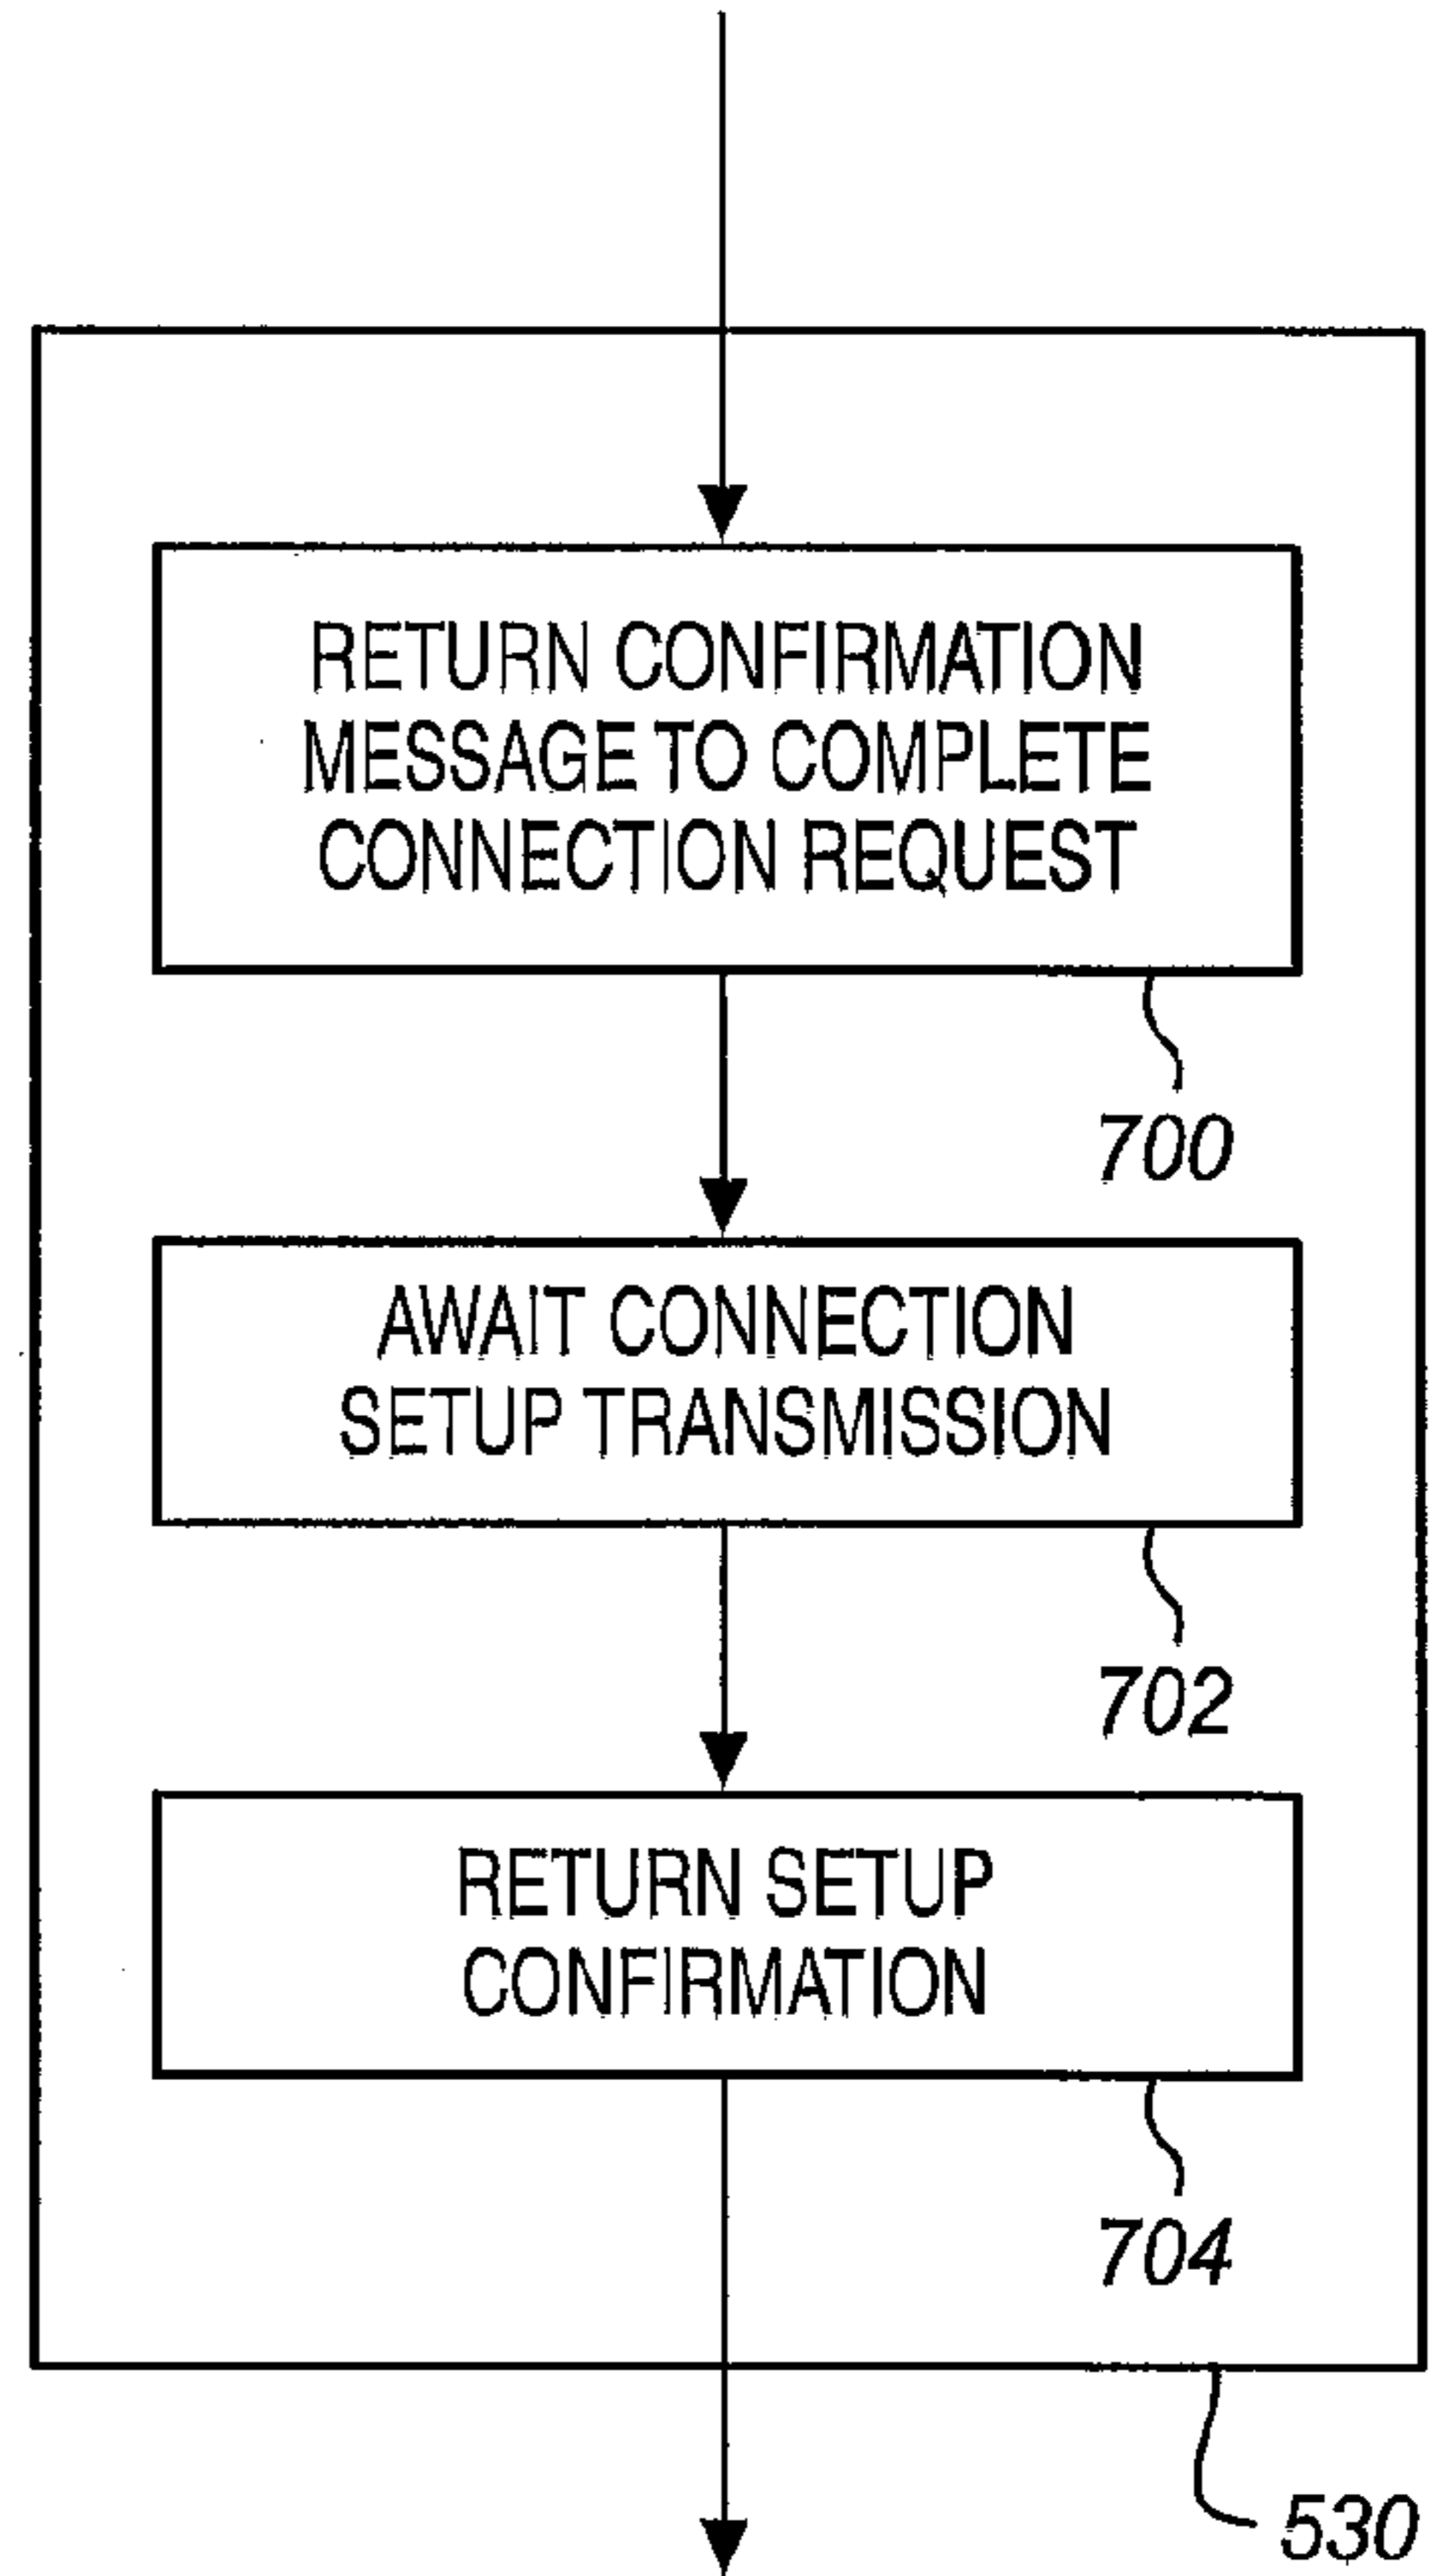 RETURN CONFIRMATION
MESSAGE TO COMPLETE
CONNECTION REQUEST
700
AWAIT CONNECTION
SETUP TRANSMISSION
702
RETURN SETUP
CONFIRMATION
704
530